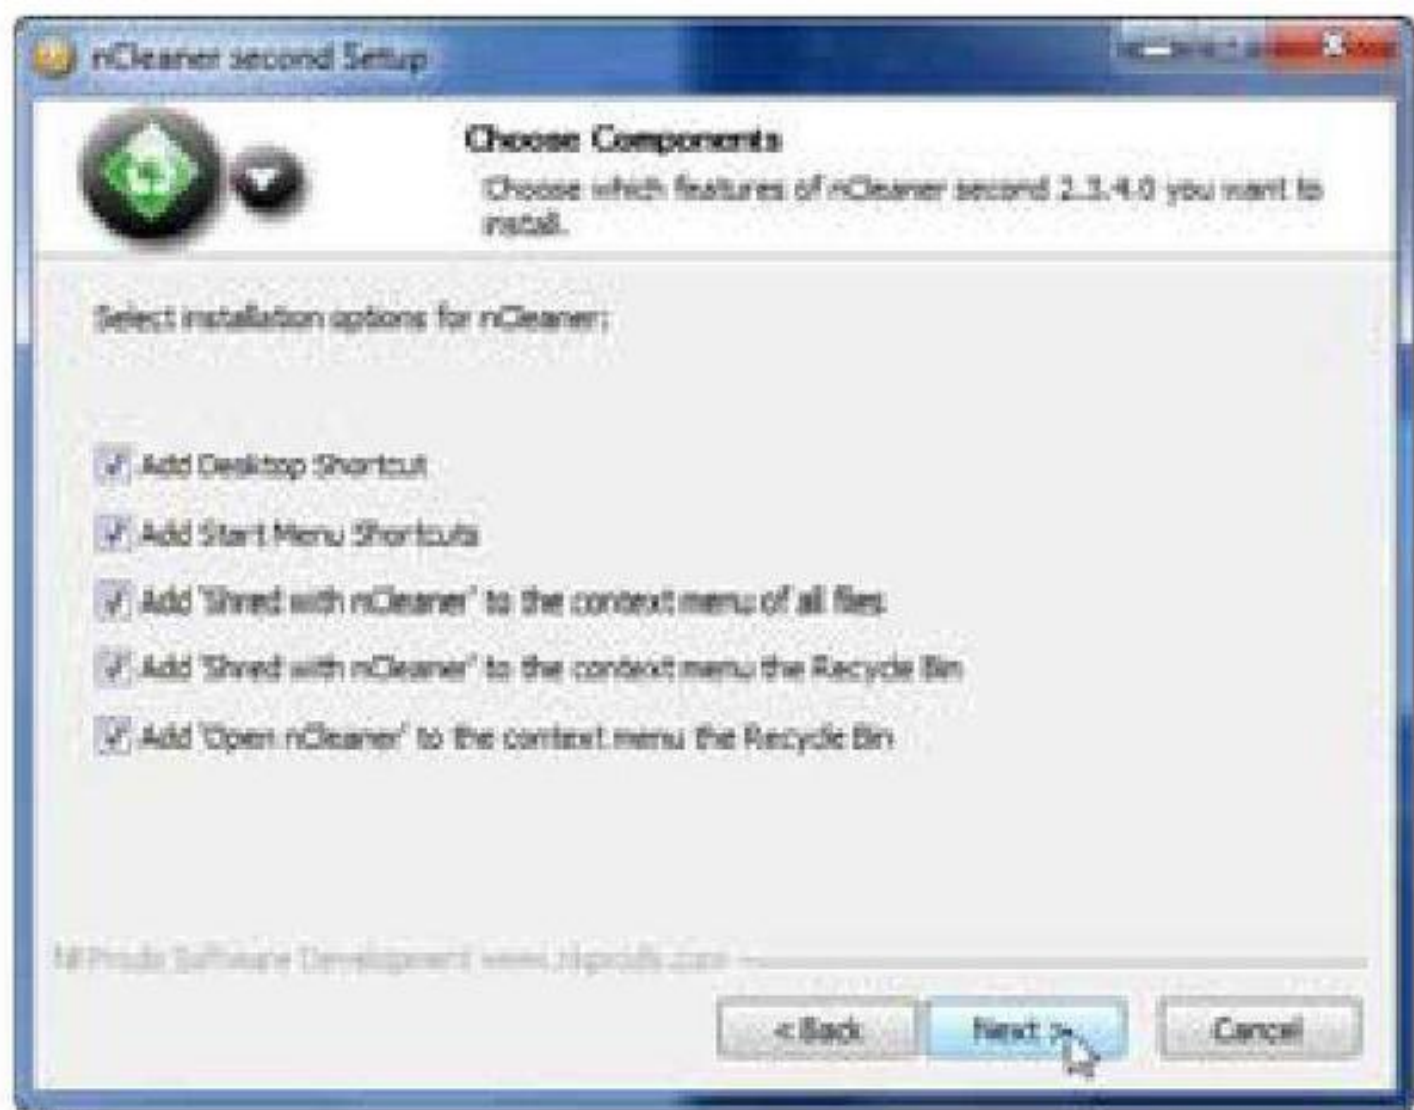 nCleaner second Setup
Choose Components
Choose which features of nCleaner second 2.3.4.0 you want to
install.
Select installation options for nCleaner:
Add Desktop Shortcut
Add Start Menu Shortcuts
Add 'Shred with nCleaner' to the context menu of all files
Add 'Shred with nCleaner' to the context menu the Recycle Bin
Add 'Open nCleaner' to the context menu the Recycle Bin
Software Development
< Back
Next >
Cancel